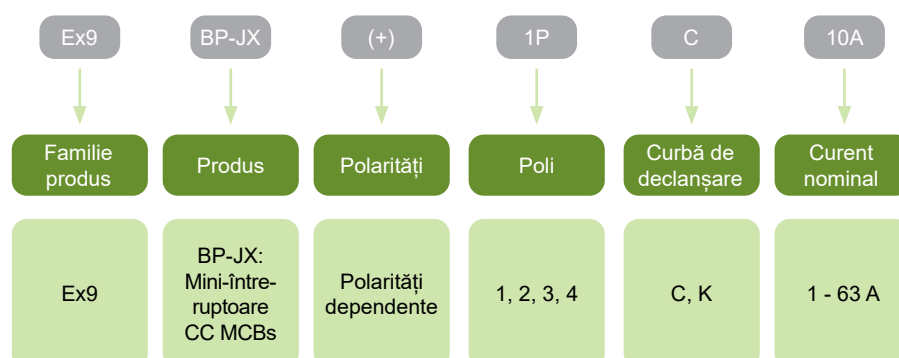 Ex9 BP-JX (+) 1P C 10A
Familie produs
Produs
Polarități
Poli
Curbă de declanșare
Curent nominal
Ex9
BP-JX:
Mini-între-
ruptoare
CC MCBs
Polarități
dependente
1, 2, 3, 4
C, K
1 - 63 A